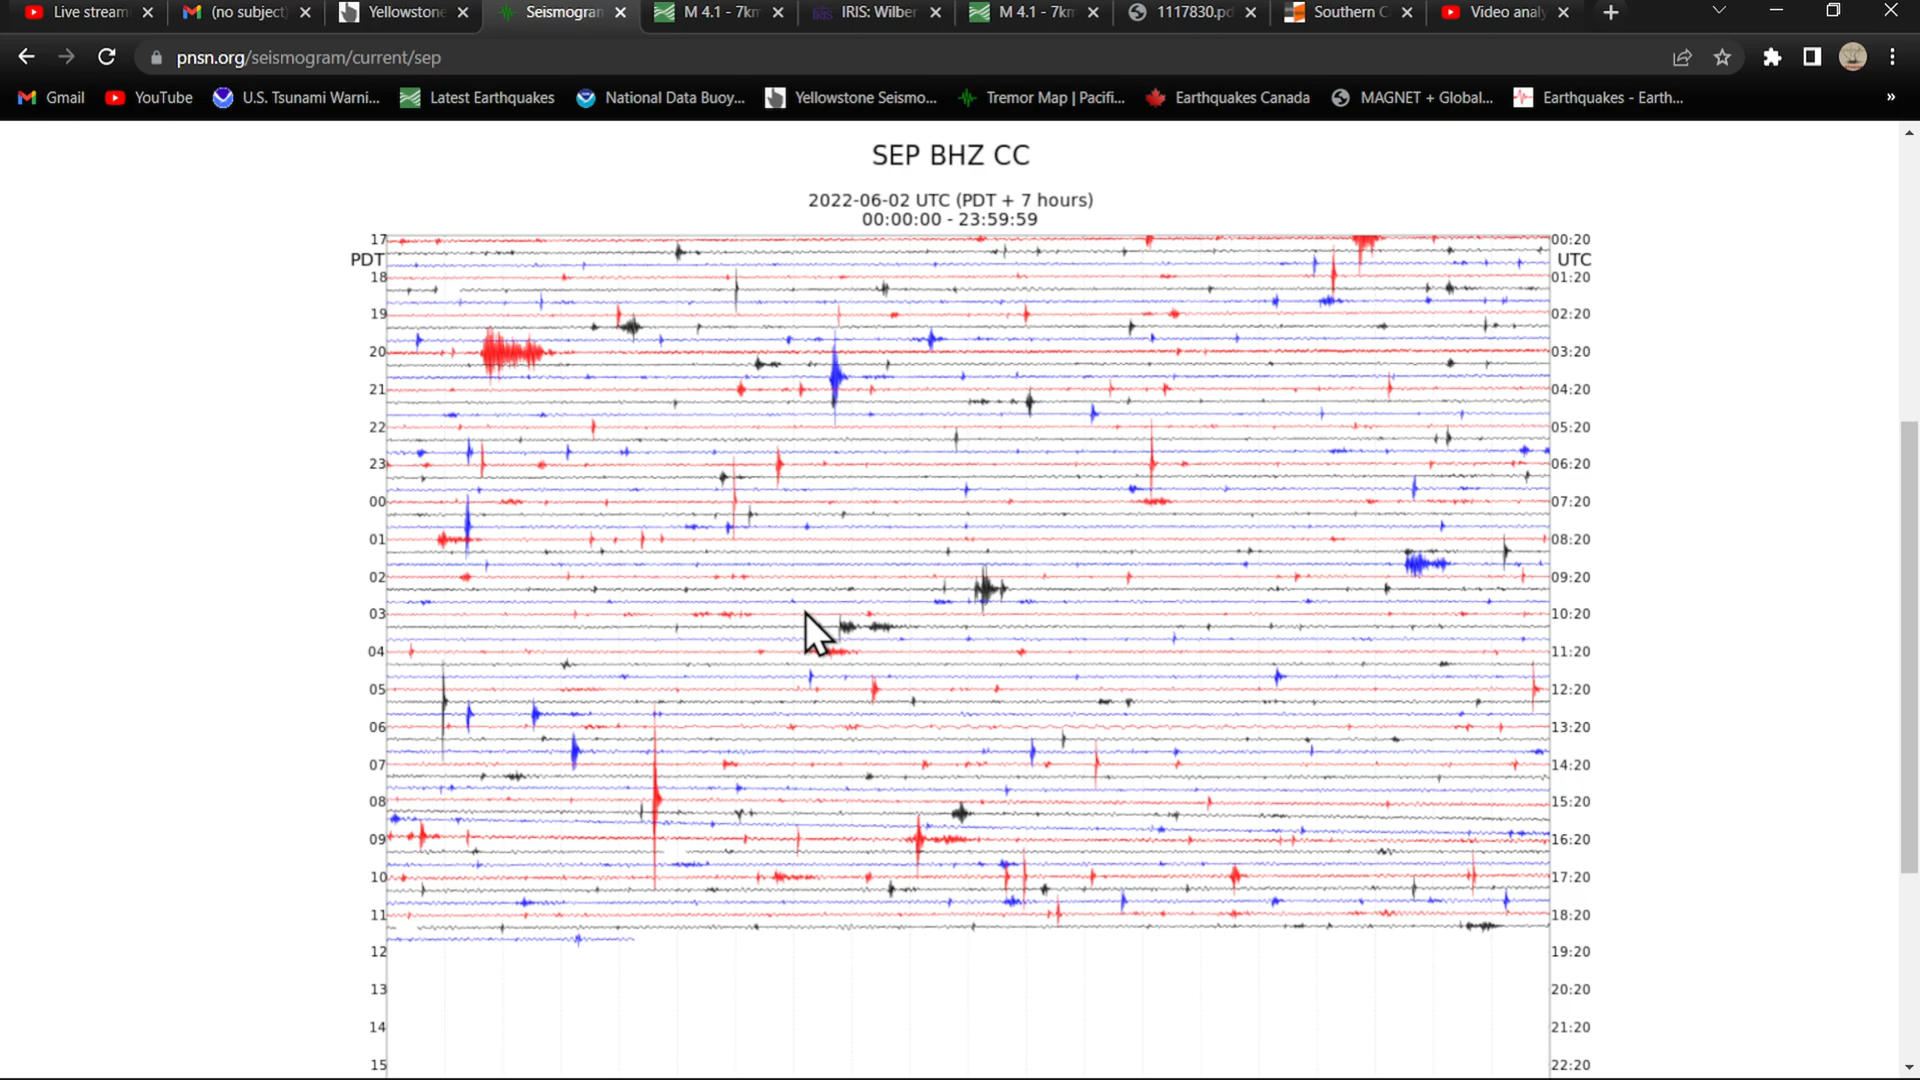 Live stream
(no subject)
Yellowstone
Seismogram
M 4.1 - 7km
IRIS: Wilber
M 4.1 - 7km
1117830.pd
Southern C
Video analy
pnsn.org/seismogram/current/sep
Gmail
YouTube
U.S. Tsunami Warni...
Latest Earthquakes
National Data Buoy...
Yellowstone Seismo...
Tremor Map | Pacifi...
Earthquakes Canada
MAGNET + Global...
Earthquakes - Earth...
»
SEP BHZ CC
2022-06-02 UTC (PDT + 7 hours)
00:00:00 - 23:59:59
17 00:20
PDT UTC
18 01:20
19 02:20
20 03:20
21 04:20
22 05:20
23 06:20
00 07:20
01 08:20
02 09:20
03 10:20
04 11:20
05 12:20
06 13:20
07 14:20
08 15:20
09 16:20
10 17:20
11 18:20
12 19:20
13 20:20
14 21:20
15 22:20